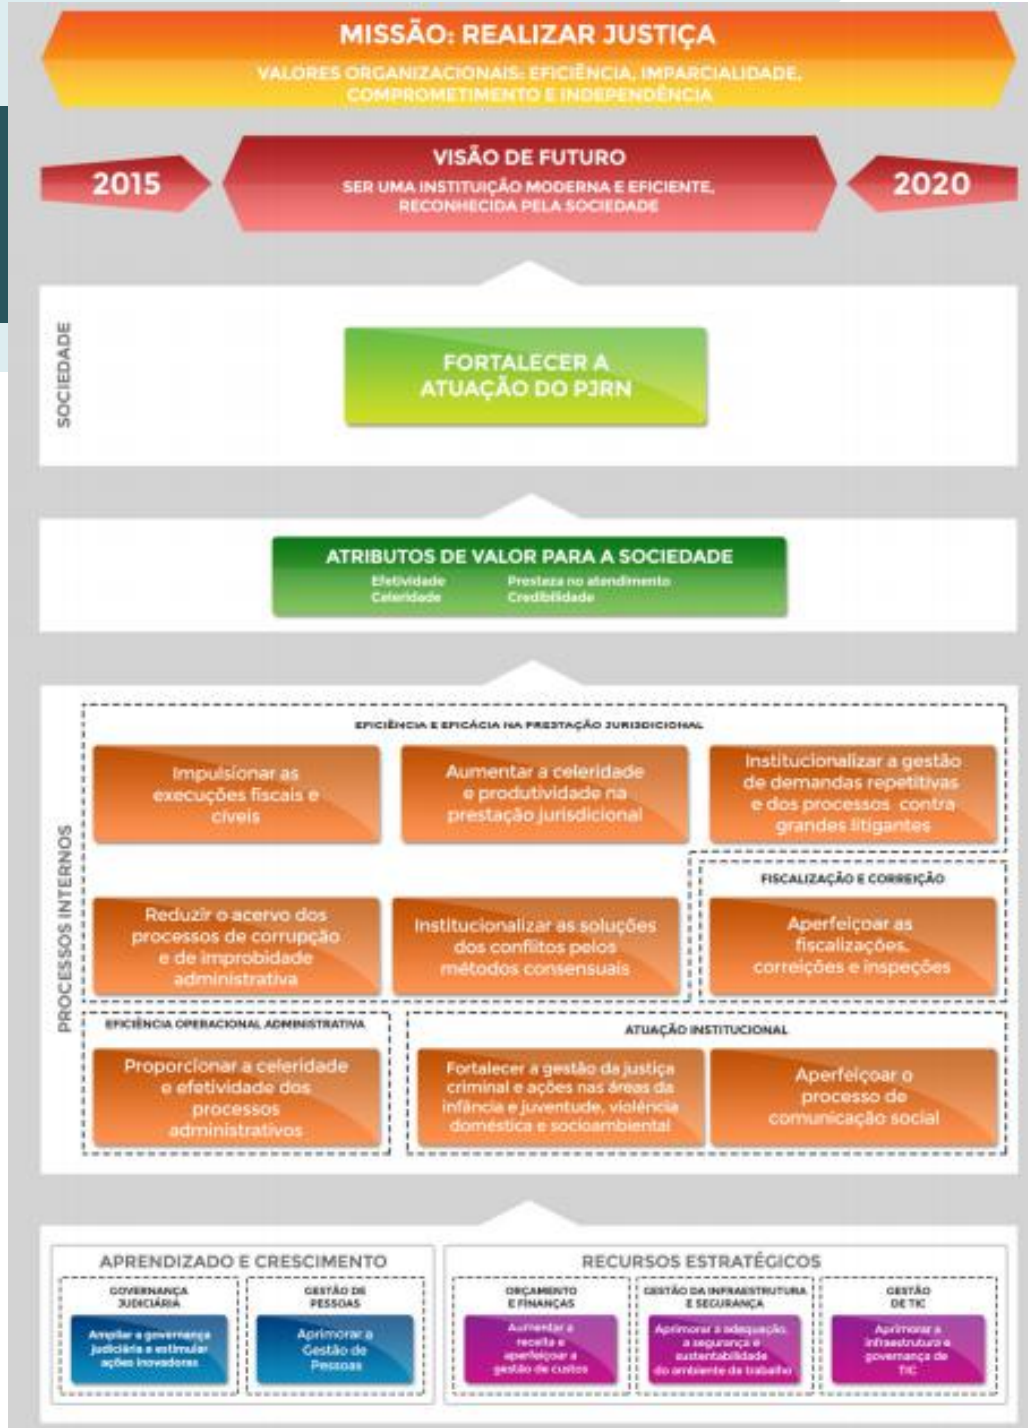 MISSÃO: REALIZAR JUSTIÇA
VALORES ORGANIZACIONAIS: EFICIÊNCIA, IMPARCIALIDADE,
COMPROMETIMENTO E INDEPENDÊNCIA
2015
VISÃO DE FUTURO
SER UMA INSTITUIÇÃO MODERNA E EFICIENTE,
RECONHECIDA PELA SOCIEDADE
2020
SOCIEDADE
FORTALECER A
ATUAÇÃO DO PJRN
ATRIBUTOS DE VALOR PARA A SOCIEDADE
Efetividade Presteza no atendimento
Celeridade Credibilidade
PROCESSOS INTERNOS
EFICIÊNCIA E EFICÁCIA NA PRESTAÇÃO JURISDICIONAL
Impulsionar as
execuções fiscais e
cíveis
Aumentar a celeridade
e produtividade na
prestação jurisdicional
Institucionalizar a gestão
de demandas repetitivas
e dos processos contra
grandes litigantes
Reduzir o acervo dos
processos de corrupção
e de improbidade
administrativa
Institucionalizar as soluções
dos conflitos pelos
métodos consensuais
FISCALIZAÇÃO E CORREIÇÃO
Aperfeiçoar as
fiscalizações,
correições e inspeções
EFICIÊNCIA OPERACIONAL ADMINISTRATIVA
Proporcionar a celeridade
e efetividade dos
processos
administrativos
ATUAÇÃO INSTITUCIONAL
Fortalecer a gestão da justiça
criminal e ações nas áreas da
infância e juventude, violência
doméstica e socioambiental
Aperfeiçoar o
processo de
comunicação social
APRENDIZADO E CRESCIMENTO
GOVERNANÇA
JUDICIÁRIA
Ampliar a governança
judiciária e estimular
ações inovadoras
GESTÃO DE
PESSOAS
Aprimorar a
Gestão de
Pessoas
RECURSOS ESTRATÉGICOS
ORÇAMENTO
E FINANÇAS
Aumentar a
receita e
aperfeiçoar a
gestão de custos
GESTÃO DA INFRAESTRUTURA
E SEGURANÇA
Aprimorar a adequação,
a segurança e
sustentabilidade
do ambiente de trabalho
GESTÃO
DE TIC
Aprimorar a
infraestrutura e
governança de
TIC